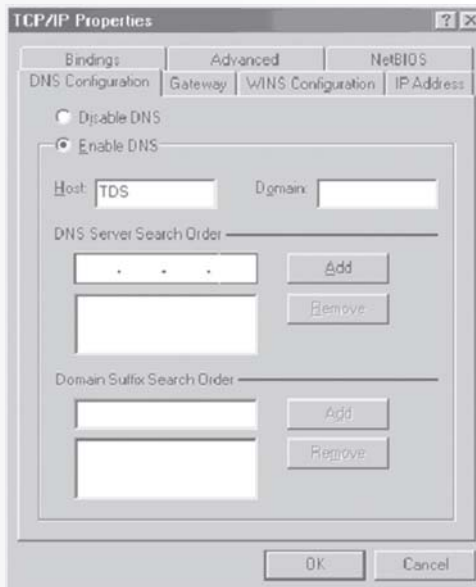 TCP/IP Properties
Bindings Advanced NetBIOS
DNS Configuration Gateway WINS Configuration IP Address
Disable DNS
Enable DNS
Host: TDS Domain:
DNS Server Search Order
. . . Add
Remove
Domain Suffix Search Order
Add
Remove
OK Cancel